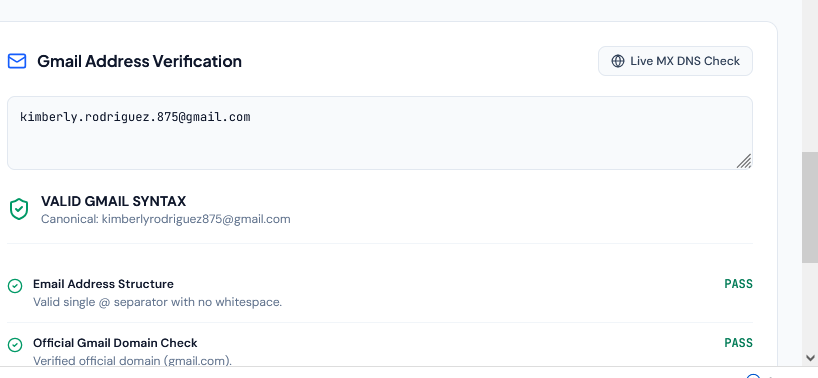 Gmail Address Verification
Live MX DNS Check
kimberly.rodriguez.875@gmail.com
VALID GMAIL SYNTAX
Canonical: kimberlyrodriguez875@gmail.com
Email Address Structure
PASS
Valid single @ separator with no whitespace.
Official Gmail Domain Check
PASS
Verified official domain (gmail.com).